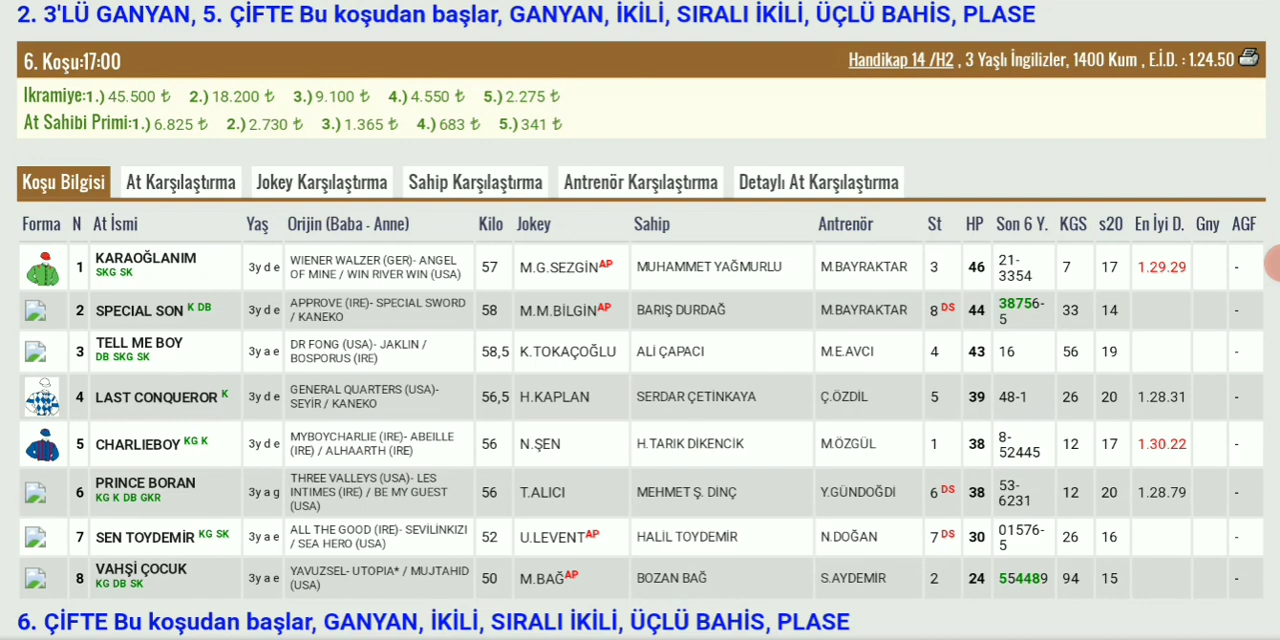 2. 3'LÜ GANYAN, 5. ÇİFTE Bu koşudan başlar, GANYAN, İKİLİ, SIRALI İKİLİ, ÜÇLÜ BAHİS, PLASE
6. Koşu:17:00 Handikap 14 /H2 , 3 Yaşlı İngilizler, 1400 Kum , E.İ.D. : 1.24.50
Ikramiye:1.) 45.500 ₺ 2.) 18.200 ₺ 3.) 9.100 ₺ 4.) 4.550 ₺ 5.) 2.275 ₺
At Sahibi Primi:1.) 6.825 ₺ 2.) 2.730 ₺ 3.) 1.365 ₺ 4.) 683 ₺ 5.) 341 ₺
Koşu Bilgisi At Karşılaştırma Jokey Karşılaştırma Sahip Karşılaştırma Antrenör Karşılaştırma Detaylı At Karşılaştırma
Forma N At İsmi Yaş Orijin (Baba - Anne) Kilo Jokey Sahip Antrenör St HP Son 6 Y. KGS s20 En İyi D. Gny AGF
1 KARAOĞLANIM SKG SK 3y d e WIENER WALZER (GER)- ANGEL OF MINE / WIN RIVER WIN (USA) 57 M.G.SEZGİN AP MUHAMMET YAĞMURLU M.BAYRAKTAR 3 46 21-3354 7 17 1.29.29 -
2 SPECIAL SON K DB 3y d e APPROVE (IRE)- SPECIAL SWORD / KANEKO 58 M.M.BİLGİN AP BARIŞ DURDAĞ M.BAYRAKTAR 8 DS 44 38756-5 33 14 -
3 TELL ME BOY DB SKG SK 3y a e DR FONG (USA)- JAKLIN / BOSPORUS (IRE) 58,5 K.TOKAÇOĞLU ALİ ÇAPACI M.E.AVCI 4 43 16 56 19 -
4 LAST CONQUEROR K 3y d e GENERAL QUARTERS (USA)- SEYİR / KANEKO 56,5 H.KAPLAN SERDAR ÇETİNKAYA Ç.ÖZDİL 5 39 48-1 26 20 1.28.31 -
5 CHARLIEBOY KG K 3y d e MYBOYCHARLIE (IRE)- ABEILLE (IRE) / ALHAARTH (IRE) 56 N.ŞEN H.TARIK DİKENCİK M.ÖZGÜL 1 38 8-52445 12 17 1.30.22 -
6 PRINCE BORAN KG K DB GKR 3y a g THREE VALLEYS (USA)- LES INTIMES (IRE) / BE MY GUEST (USA) 56 T.ALICI MEHMET Ş. DİNÇ Y.GÜNDOĞDİ 6 DS 38 53-6231 12 20 1.28.79 -
7 SEN TOYDEMİR KG SK 3y a e ALL THE GOOD (IRE)- SEVİLİNKIZI / SEA HERO (USA) 52 U.LEVENT AP HALİL TOYDEMİR N.DOĞAN 7 DS 30 01576-5 26 16 -
8 VAHŞİ ÇOCUK KG DB SK 3y a e YAVUZSEL- UTOPIA* / MUJTAHID (USA) 50 M.BAĞ AP BOZAN BAĞ S.AYDEMİR 2 24 554489 94 15 -
6. ÇİFTE Bu koşudan başlar, GANYAN, İKİLİ, SIRALI İKİLİ, ÜÇLÜ BAHİS, PLASE